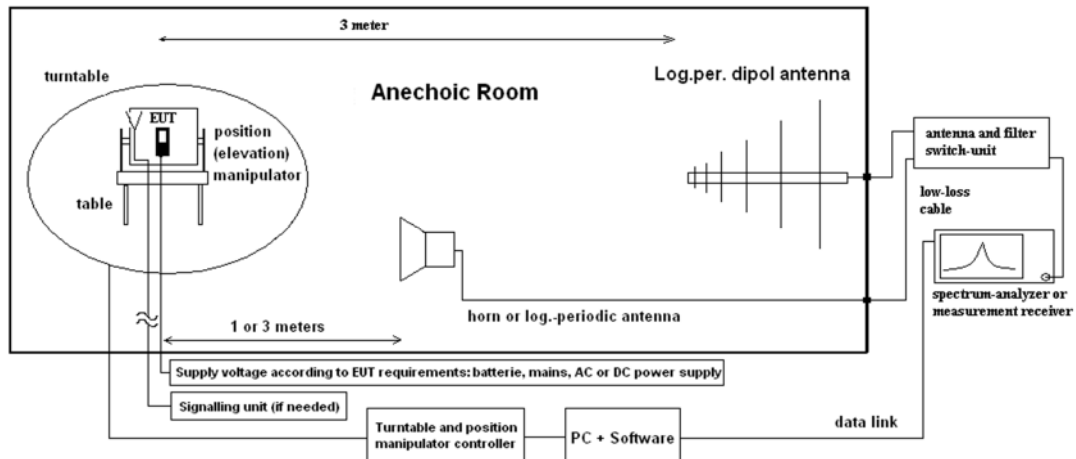 3 meter
turntable
Log.per. dipol antenna
Anechoic Room
EUT
position
(elevation)
manipulator
table
antenna and filter
switch-unit
low-loss
cable
spectrum-analyzer or
measurement receiver
horn or log.-periodic antenna
1 or 3 meters
Supply voltage according to EUT requirements: batterie, mains, AC or DC power supply
Signalling unit (if needed)
Turntable and position
manipulator controller
PC + Software
data link